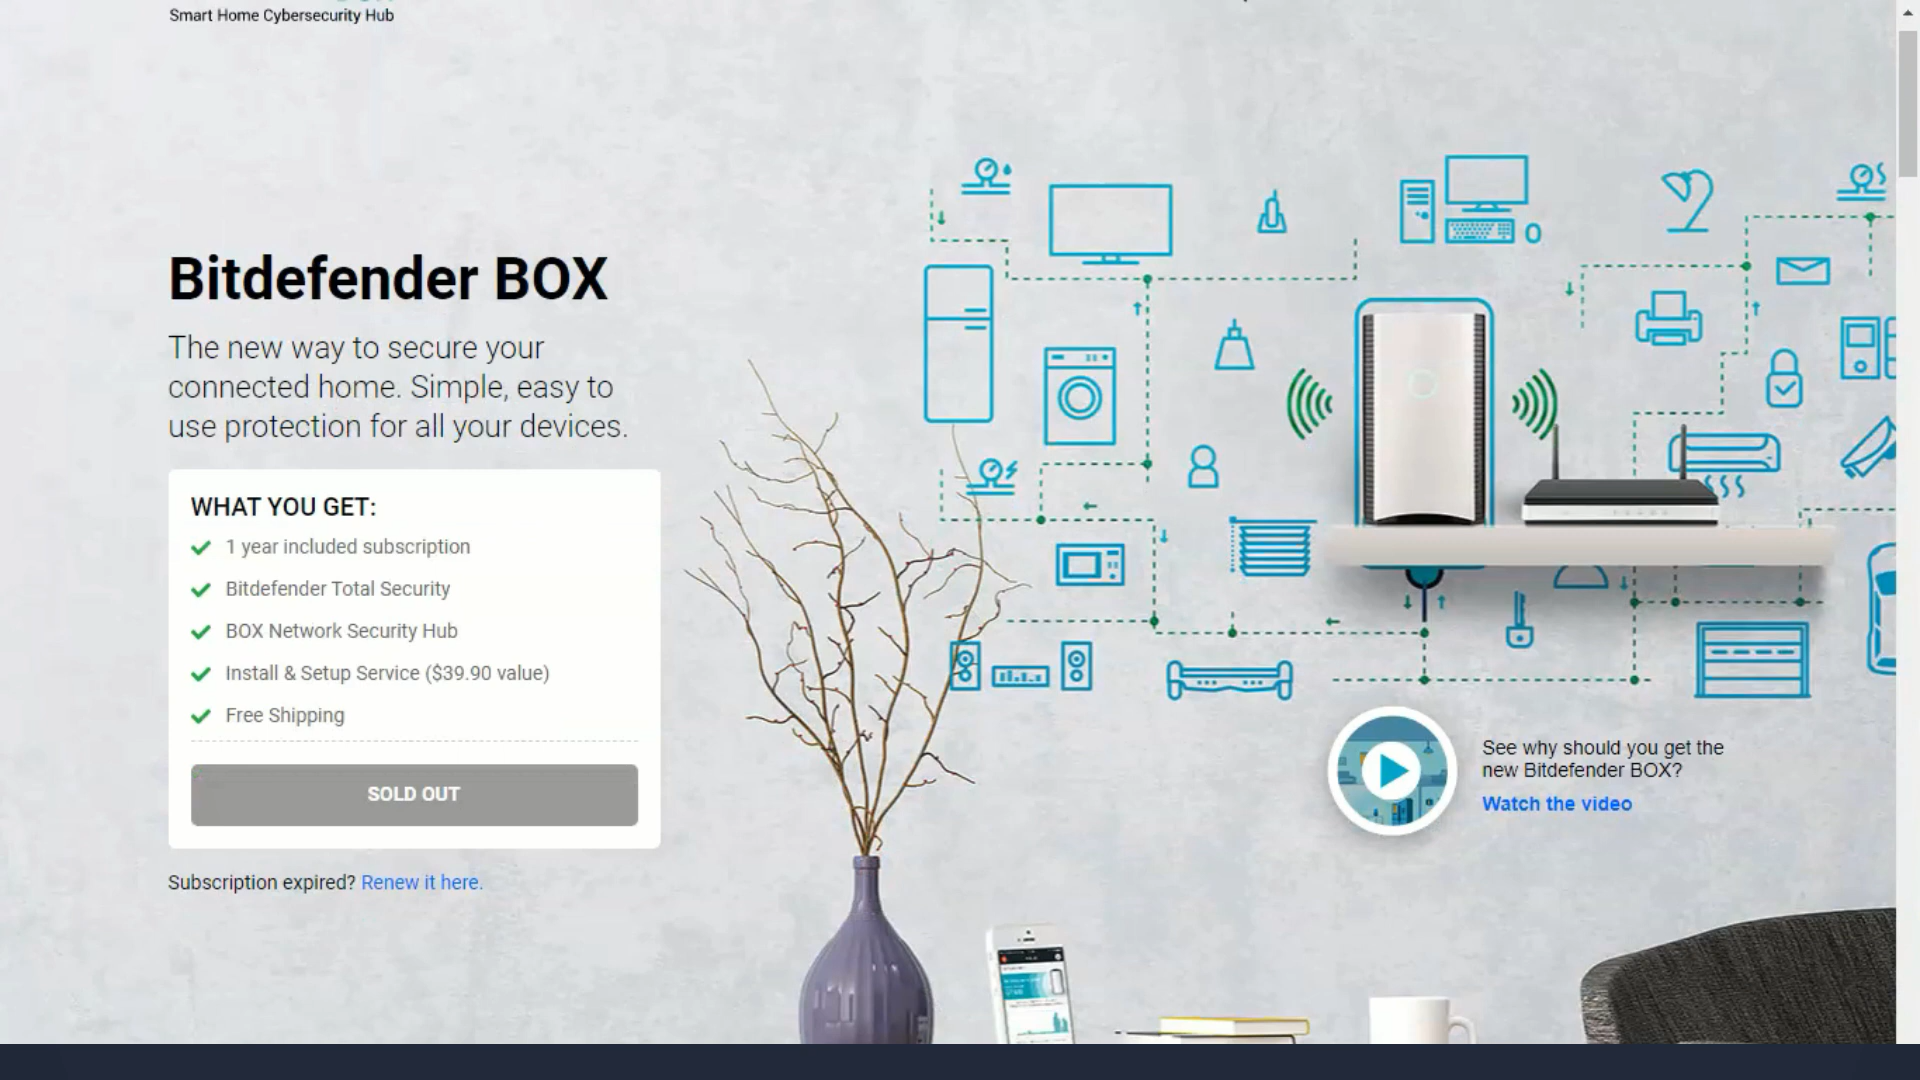 Smart Home Cybersecurity Hub
Bitdefender BOX
The new way to secure your
connected home. Simple, easy to
use protection for all your devices.
WHAT YOU GET:
1 year included subscription
Bitdefender Total Security
BOX Network Security Hub
Install & Setup Service ($39.90 value)
Free Shipping
SOLD OUT
Subscription expired? Renew it here.
See why should you get the
new Bitdefender BOX?
Watch the video